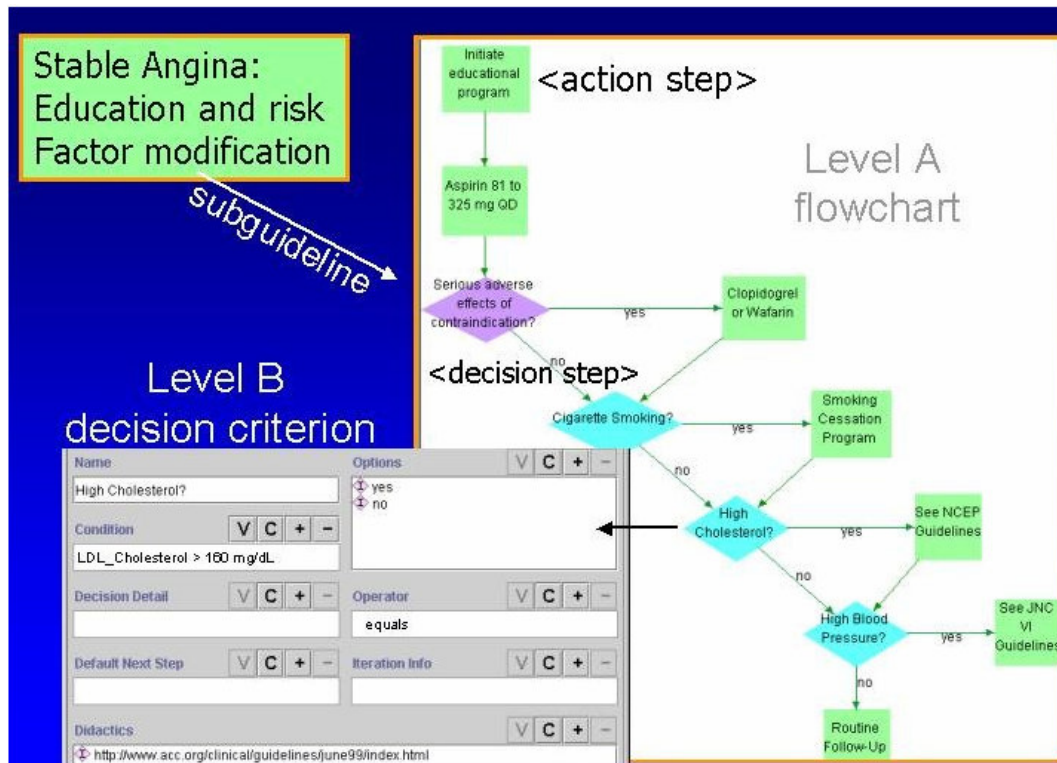 Stable Angina:
Education and risk
Factor modification
subguideline
Level A
flowchart
Initiate
educational
program
<action step>
Aspirin 81 to
325 mg QD
Serious adverse
effects of
contraindication?
yes
Clopidogrel
or Wafarin
no
<decision step>
Cigarette Smoking?
yes
Smoking
Cessation
Program
no
High
Cholesterol?
yes
See NCEP
Guidelines
no
High Blood
Pressure?
yes
See JNC
VI
Guidelines
no
Routine
Follow-Up
Level B
decision criterion
Name
High Cholesterol?
Options V C + −
yes
no
Condition V C + −
LDL_Cholesterol > 160 mg/dL
Decision Detail V C + −
Operator V C + −
equals
Default Next Step V C + −
Iteration Info V C + −
Didactics V C + −
http://www.acc.org/clinical/guidelines/june99/index.html